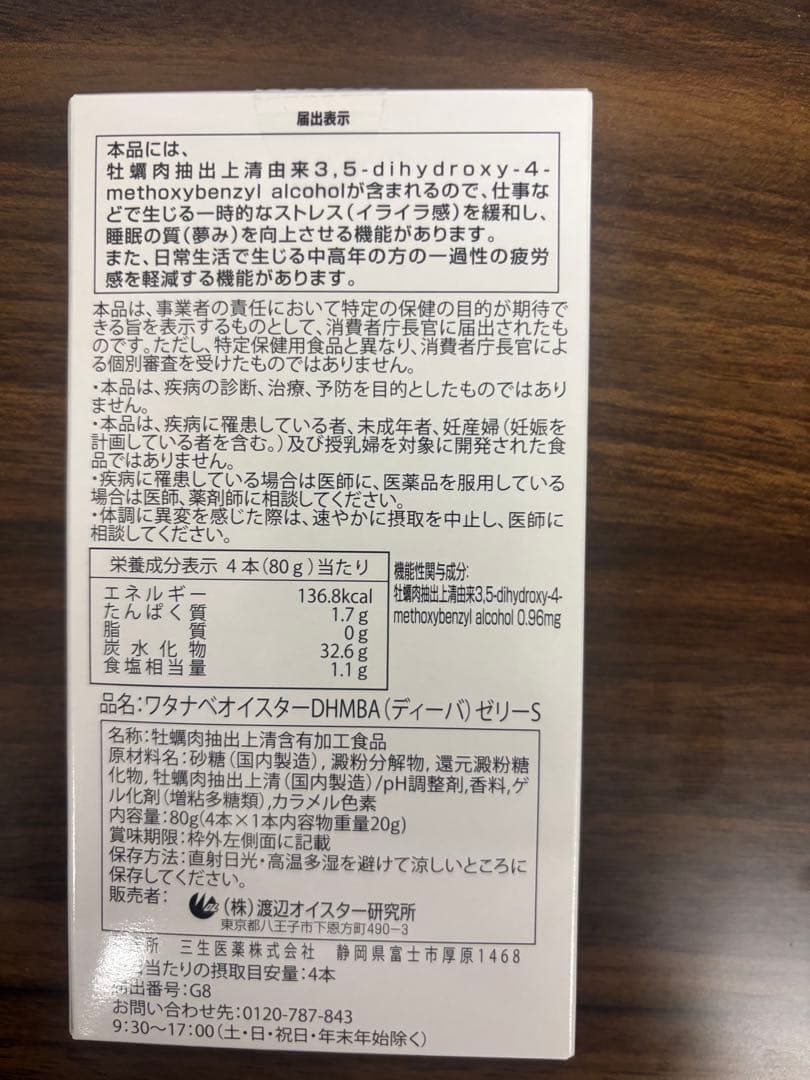 届出表示
本品には、
牡蠣肉抽出上清由来3,5-dihydroxy-4-
methoxybenzyl alcoholが含まれるので、仕事な
どで生じる一時的なストレス(イライラ感)を緩和し、
睡眠の質(夢み)を向上させる機能があります。
また、日常生活で生じる中高年の方の一過性の疲労
感を軽減する機能があります。
本品は、事業者の責任において特定の保健の目的が期待で
きる旨を表示するものとして、消費者庁長官に届出されたも
のです。ただし、特定保健用食品と異なり、消費者庁長官によ
る個別審査を受けたものではありません。
・本品は、疾病の診断、治療、予防を目的としたものではあり
ません。
・本品は、疾病に罹患している者、未成年者、妊産婦(妊娠を
計画している者を含む。)及び授乳婦を対象に開発された食
品ではありません。
・疾病に罹患している場合は医師に、医薬品を服用している
場合は医師、薬剤師に相談してください。
・体調に異変を感じた際は、速やかに摂取を中止し、医師に
相談してください。
栄養成分表示 4本(80g)当たり
エネルギー 136.8kcal
たんぱく質 1.7g
脂質 0g
炭水化物 32.6g
食塩相当量 1.1g
機能性関与成分:
牡蠣肉抽出上清由来3,5-dihydroxy-4-
methoxybenzyl alcohol 0.96mg
品名:ワタナベオイスターDHMBA(ディーバ)ゼリーS
名称:牡蠣肉抽出上清含有加工食品
原材料名:砂糖(国内製造),澱粉分解物,還元澱粉糖
化物,牡蠣肉抽出上清(国内製造)/pH調整剤,香料,ゲ
ル化剤(増粘多糖類),カラメル色素
内容量:80g(4本×1本内容物重量20g)
賞味期限:枠外左側面に記載
保存方法:直射日光・高温多湿を避けて涼しいところに
保存してください。
販売者: (株)渡辺オイスター研究所
東京都八王子市下恩方町490-3
所 三生医薬株式会社 静岡県富士市厚原1468
当たりの摂取目安量:4本
届出番号:G8
お問い合わせ先:0120-787-843
9:30〜17:00(土・日・祝日・年末年始除く)